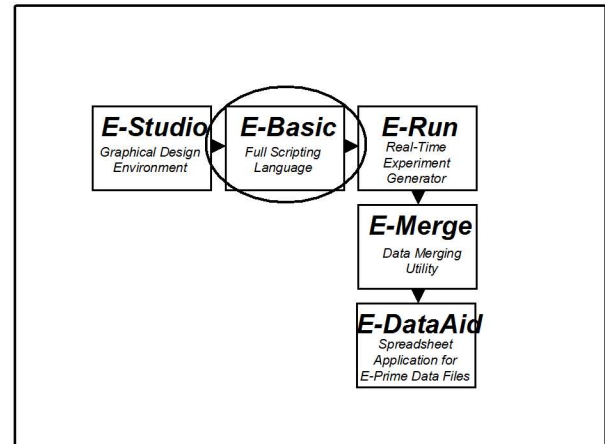 E-Studio
Graphical Design
Environment
E-Basic
Full Scripting
Language
E-Run
Real-Time
Experiment
Generator
E-Merge
Data Merging
Utility
E-DataAid
Spreadsheet
Application for
E-Prime Data Files